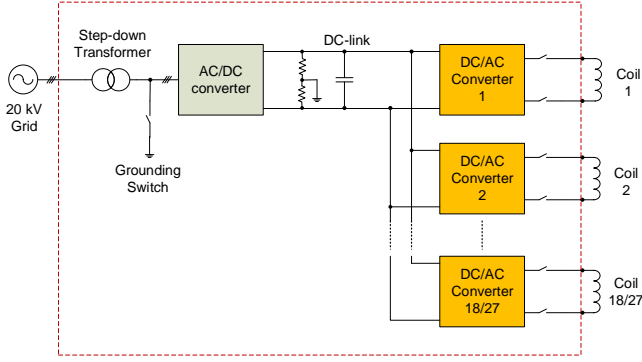 Step-down
Transformer
20 kV
Grid
Grounding
Switch
AC/DC
converter
DC-link
DC/AC
Converter
1
Coil
1
DC/AC
Converter
2
Coil
2
DC/AC
Converter
18/27
Coil
18/27